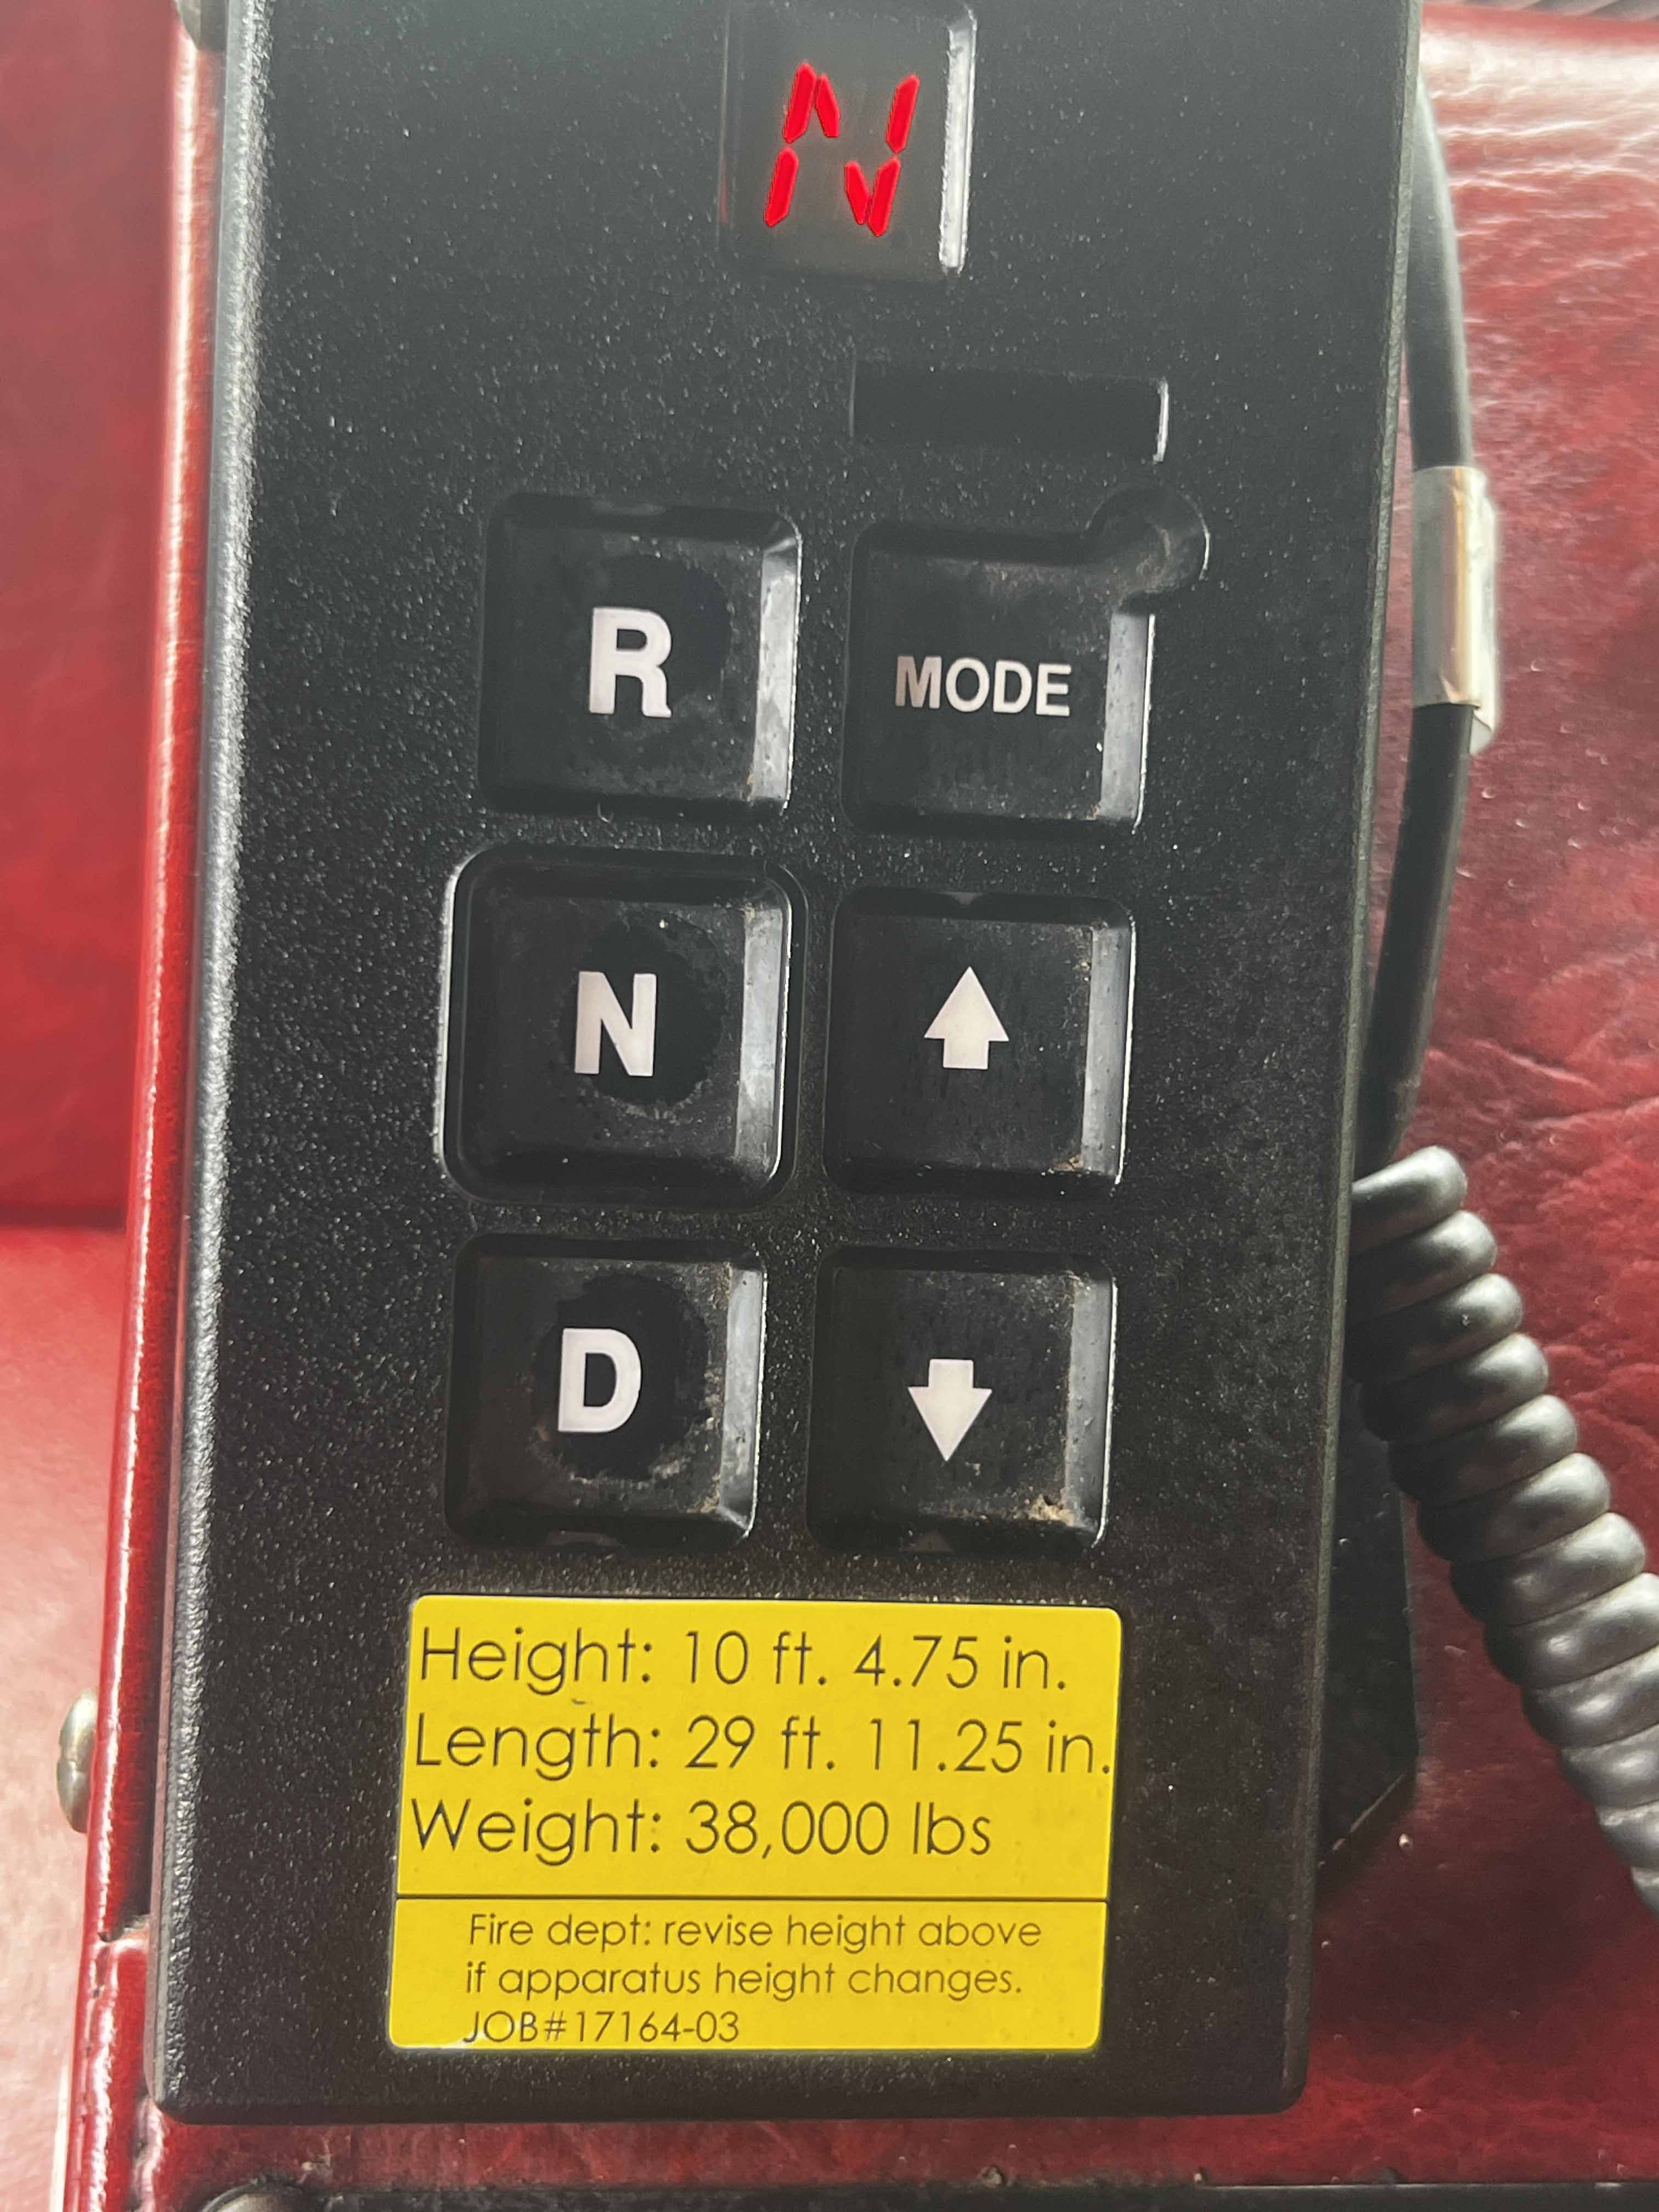 N
R MODE
N
D
Height: 10 ft. 4.75 in.
Length: 29 ft. 11.25 in.
Weight: 38,000 lbs
Fire dept: revise height above
if apparatus height changes.
JOB#17164-03